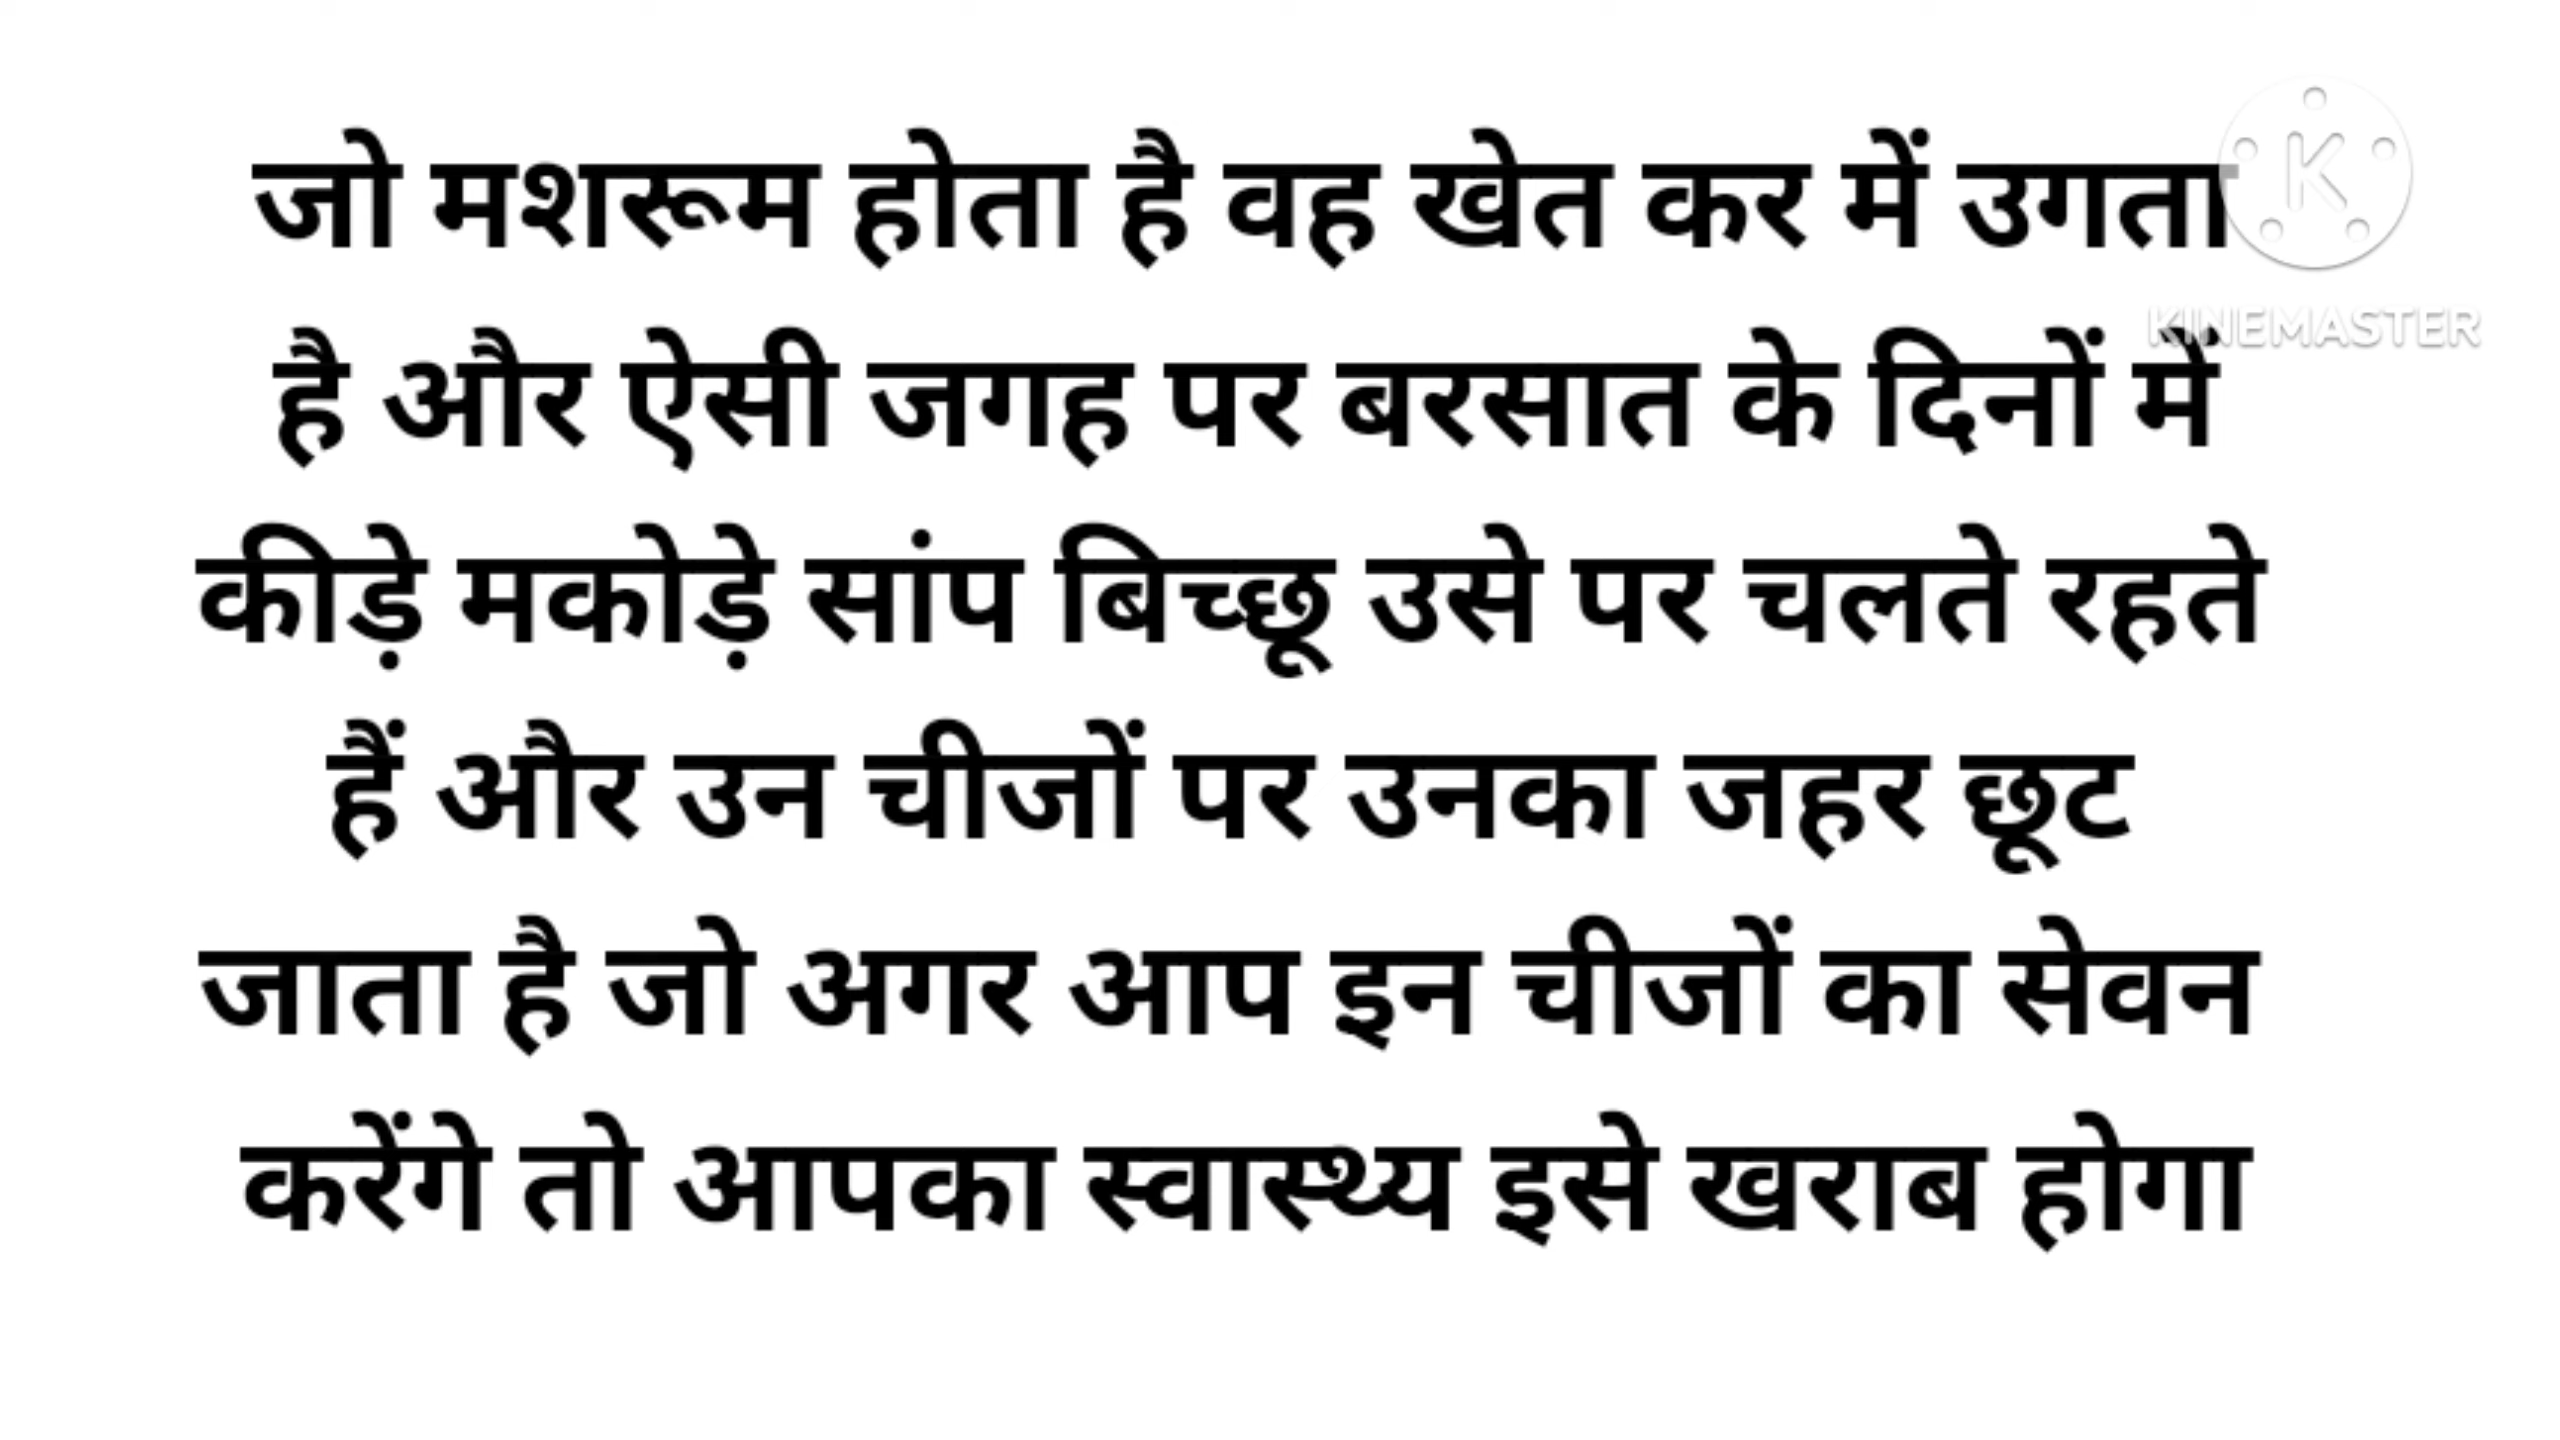 जो मशरूम होता है वह खेत कर में उगता
है और ऐसी जगह पर बरसात के दिनों में
कीड़े मकोड़े सांप बिच्छू उसे पर चलते रहते
हैं और उन चीजों पर उनका जहर छूट
जाता है जो अगर आप इन चीजों का सेवन
करेंगे तो आपका स्वास्थ्य इसे खराब होगा
K
KINEMASTER